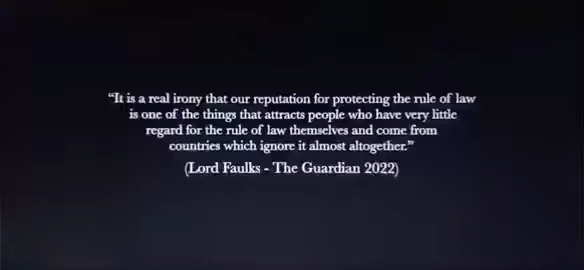 “It is a real irony that our reputation for protecting the rule of law
is one of the things that attracts people who have very little
regard for the rule of law themselves and come from
countries which ignore it almost altogether.”
(Lord Faulks - The Guardian 2022)